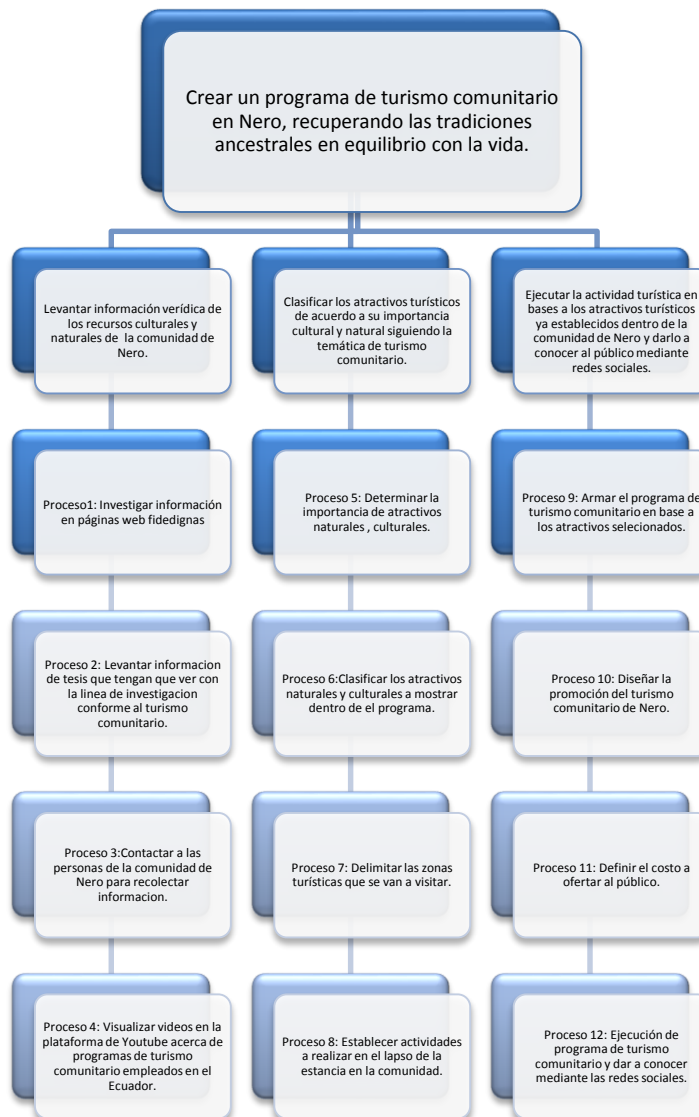 Crear un programa de turismo comunitario
en Nero, recuperando las tradiciones
ancestrales en equilibrio con la vida.
Levantar información verídica de
los recursos culturales y
naturales de la comunidad de
Nero.
Proceso1: Investigar información
en páginas web fidedignas
Proceso 2: Levantar informacion
de tesis que tengan que ver con
la linea de investigacion
conforme al turismo
comunitario.
Proceso 3:Contactar a las
personas de la comunidad de
Nero para recolectar
informacion.
Proceso 4: Visualizar videos en la
plataforma de Youtube acerca de
programas de turismo
comunitario empleados en el
Ecuador.
Clasificar los atractivos turísticos
de acuerdo a su importancia
cultural y natural siguiendo la
temática de turismo
comunitario.
Proceso 5: Determinar la
importancia de atractivos
naturales , culturales.
Proceso 6:Clasificar los atractivos
naturales y culturales a mostrar
dentro de el programa.
Proceso 7: Delimitar las zonas
turísticas que se van a visitar.
Proceso 8: Establecer actividades
a realizar en el lapso de la
estancia en la comunidad.
Ejecutar la actividad turística en
bases a los atractivos turísticos
ya establecidos dentro de la
comunidad de Nero y darlo a
conocer al público mediante
redes sociales.
Proceso 9: Armar el programa de
turismo comunitario en base a
los atractivos selecionados.
Proceso 10: Diseñar la
promoción del turismo
comunitario de Nero.
Proceso 11: Definir el costo a
ofertar al público.
Proceso 12: Ejecución de
programa de turismo
comunitario y dar a conocer
mediante las redes sociales.